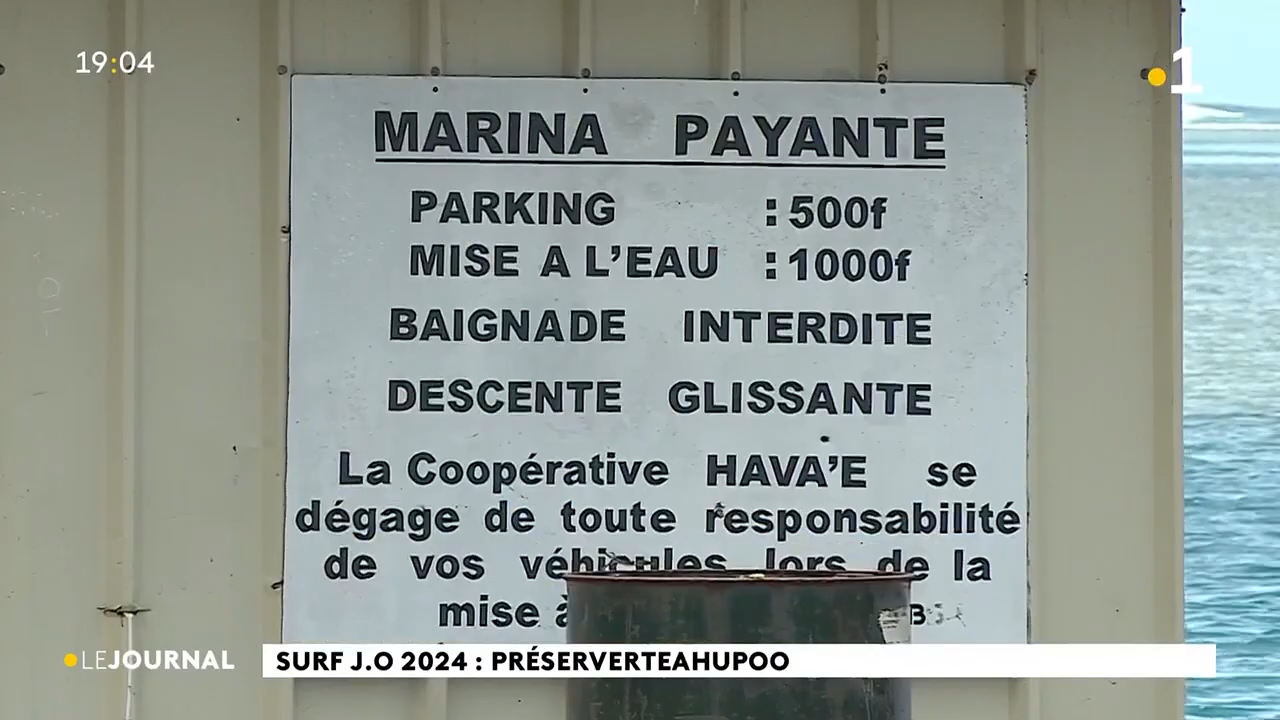 19:04
1
MARINA PAYANTE
PARKING : 500f
MISE A L'EAU : 1000f
BAIGNADE INTERDITE
DESCENTE GLISSANTE
La Coopérative HAVA'E se
dégage de toute responsabilité
de vos véhicules lors de la
mise à
LEJOURNAL
SURF J.O 2024 : PRÉSERVERTEAHUPOO